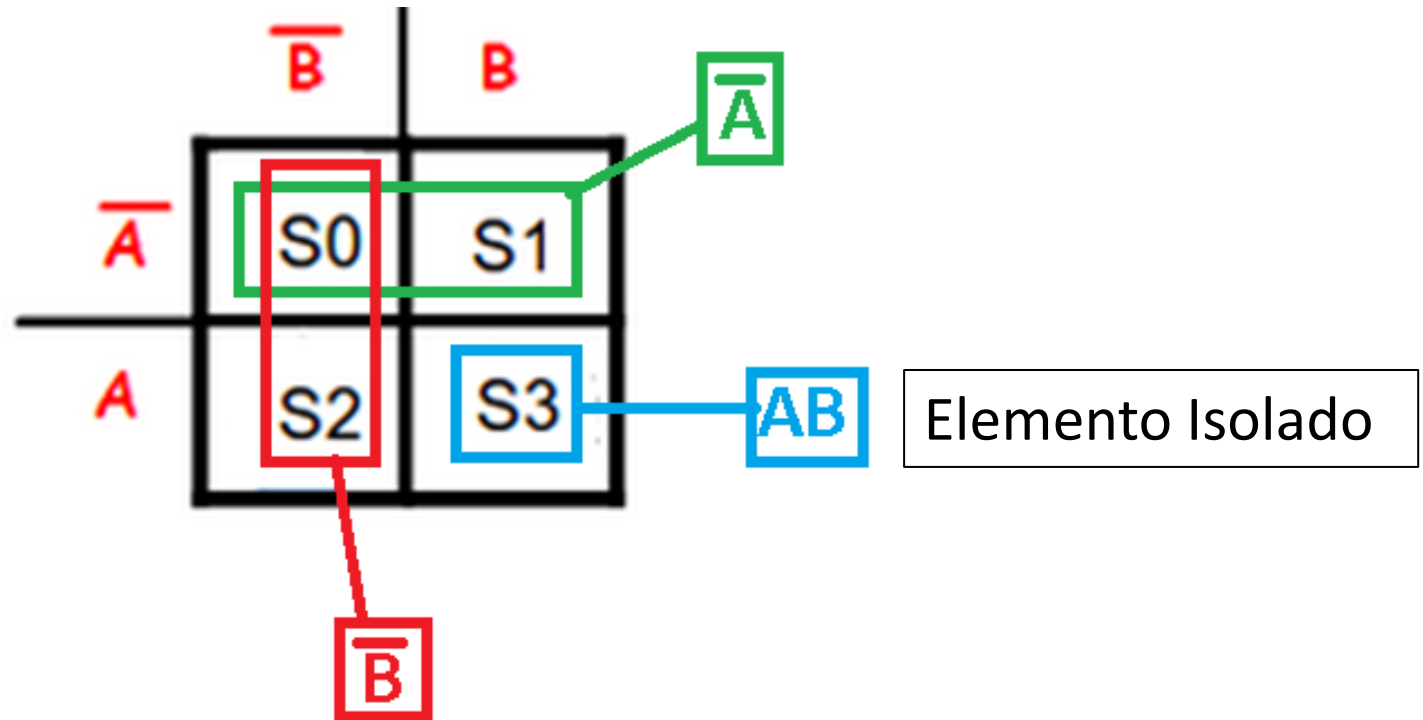 B̅ B
A̅
A̅ S0 S1
A S2 S3 AB Elemento Isolado
B̅